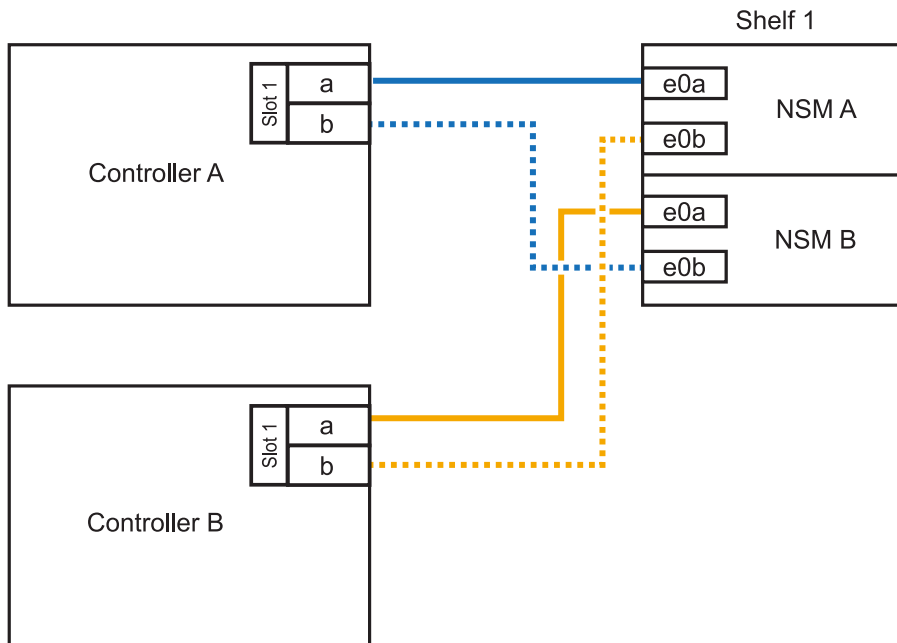 Shelf 1
Slot 1
a
b
Controller A
e0a
e0b
NSM A
e0a
e0b
NSM B
Slot 1
a
b
Controller B